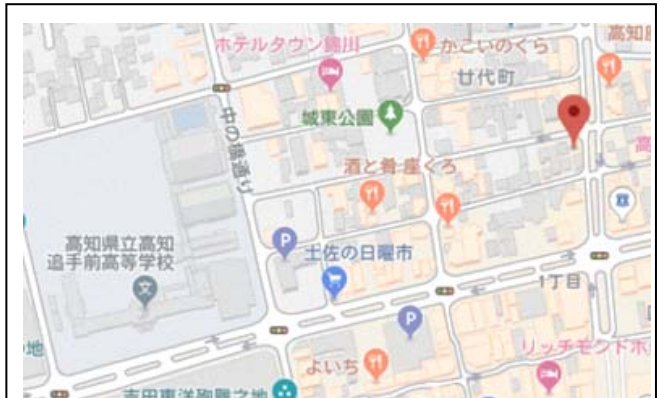 ホテルタウン錦川
かこいのくら
高知
廿代町
中の橋通り
城東公園
酒と肴 座くろ
高知県立高知
追手前高等学校
P
土佐の日曜市
1丁目
P
リッチモンドホ
よいち
吉田東洋殉難之地
の地